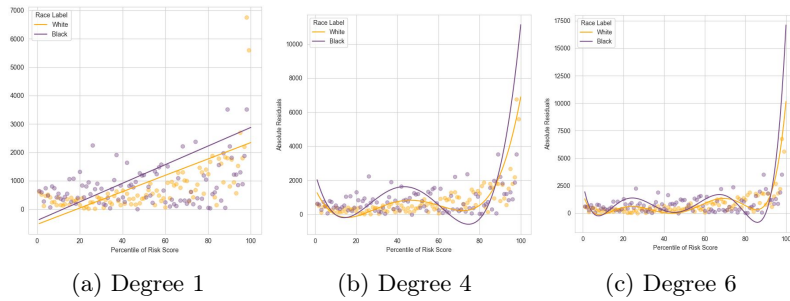 Race Label
White
Black
7000
6000
5000
4000
3000
2000
1000
0
0 20 40 60 80 100
Percentile of Risk Score
(a) Degree 1
Race Label
White
Black
Absolute Residuals
10000
8000
6000
4000
2000
0
0 20 40 60 80 100
Percentile of Risk Score
(b) Degree 4
Race Label
White
Black
Absolute Residuals
17500
15000
12500
10000
7500
5000
2500
0
0 20 40 60 80 100
Percentile of Risk Score
(c) Degree 6